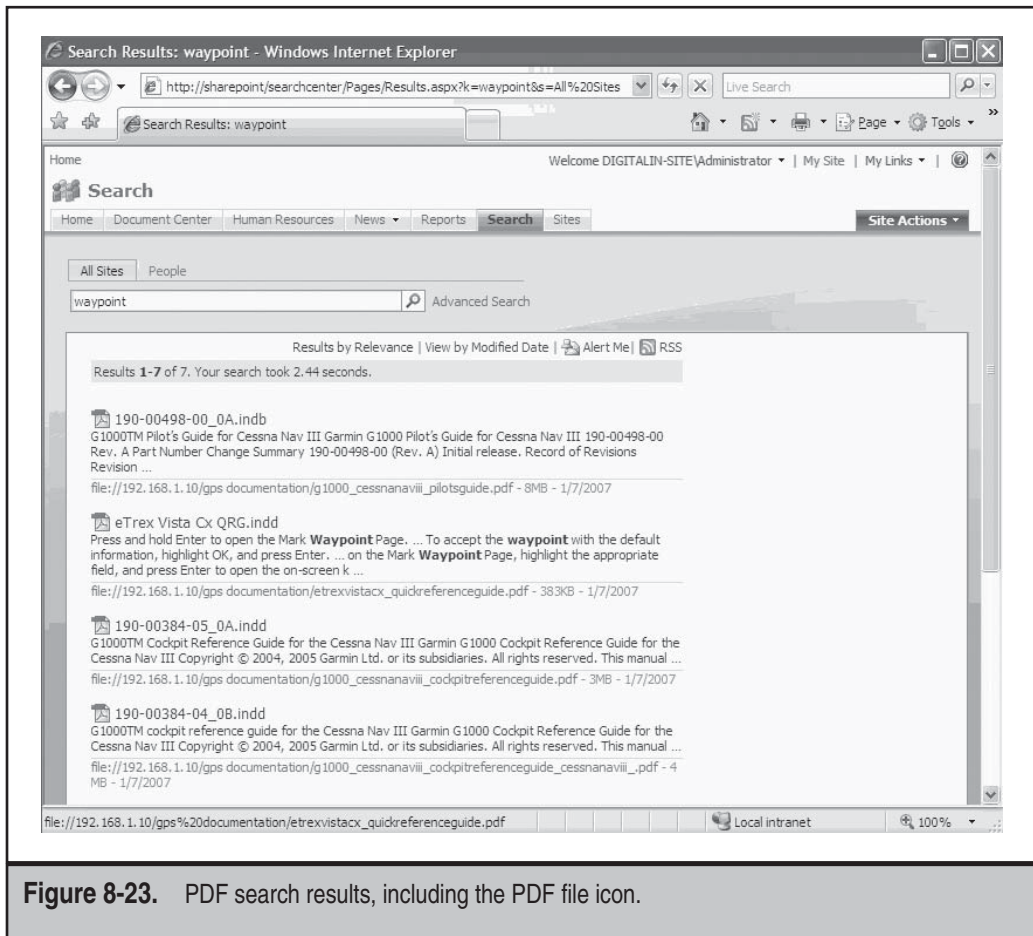 Search Results: waypoint - Windows Internet Explorer
http://sharepoint/searchcenter/Pages/Results.aspx?k=waypoint&s=All%20Sites
Live Search
Search Results: waypoint
Page
Tools
Home
Welcome DIGITALIN-SITE\Administrator | My Site | My Links |
Search
Home Document Center Human Resources News Reports Search Sites
Site Actions
All Sites People
waypoint
Advanced Search
Results by Relevance | View by Modified Date | Alert Me | RSS
Results 1-7 of 7. Your search took 2.44 seconds.
190-00498-00_0A.indb
G1000TM Pilot's Guide for Cessna Nav III Garmin G1000 Pilot's Guide for Cessna Nav III 190-00498-00
Rev. A Part Number Change Summary 190-00498-00 (Rev. A) Initial release. Record of Revisions
Revision ...
file://192.168.1.10/gps documentation/g1000_cessnanaviii_pilotsguide.pdf - 8MB - 1/7/2007
eTrex Vista Cx QRG.indd
Press and hold Enter to open the Mark Waypoint Page. ... To accept the waypoint with the default
information, highlight OK, and press Enter. ... on the Mark Waypoint Page, highlight the appropriate
field, and press Enter to open the on-screen k ...
file://192.168.1.10/gps documentation/etrexvistacx_quickreferenceguide.pdf - 383KB - 1/7/2007
190-00384-05_0A.indd
G1000TM Cockpit Reference Guide for the Cessna Nav III Garmin G1000 Cockpit Reference Guide for the
Cessna Nav III Copyright © 2004, 2005 Garmin Ltd. or its subsidiaries. All rights reserved. This manual ...
file://192.168.1.10/gps documentation/g1000_cessnanaviii_cockpitreferenceguide.pdf - 3MB - 1/7/2007
190-00384-04_0B.indd
G1000TM cockpit reference guide for the Cessna Nav III Garmin G1000 Cockpit Reference Guide for the
Cessna Nav III Copyright © 2004, 2005 Garmin Ltd. or its subsidiaries. All rights reserved. This manual ...
file://192.168.1.10/gps documentation/g1000_cessnanaviii_cockpitreferenceguide_cessnanaviii_.pdf - 4
MB - 1/7/2007
file://192.168.1.10/gps%20documentation/etrexvistacx_quickreferenceguide.pdf
Local intranet
100%
Figure 8-23. PDF search results, including the PDF file icon.